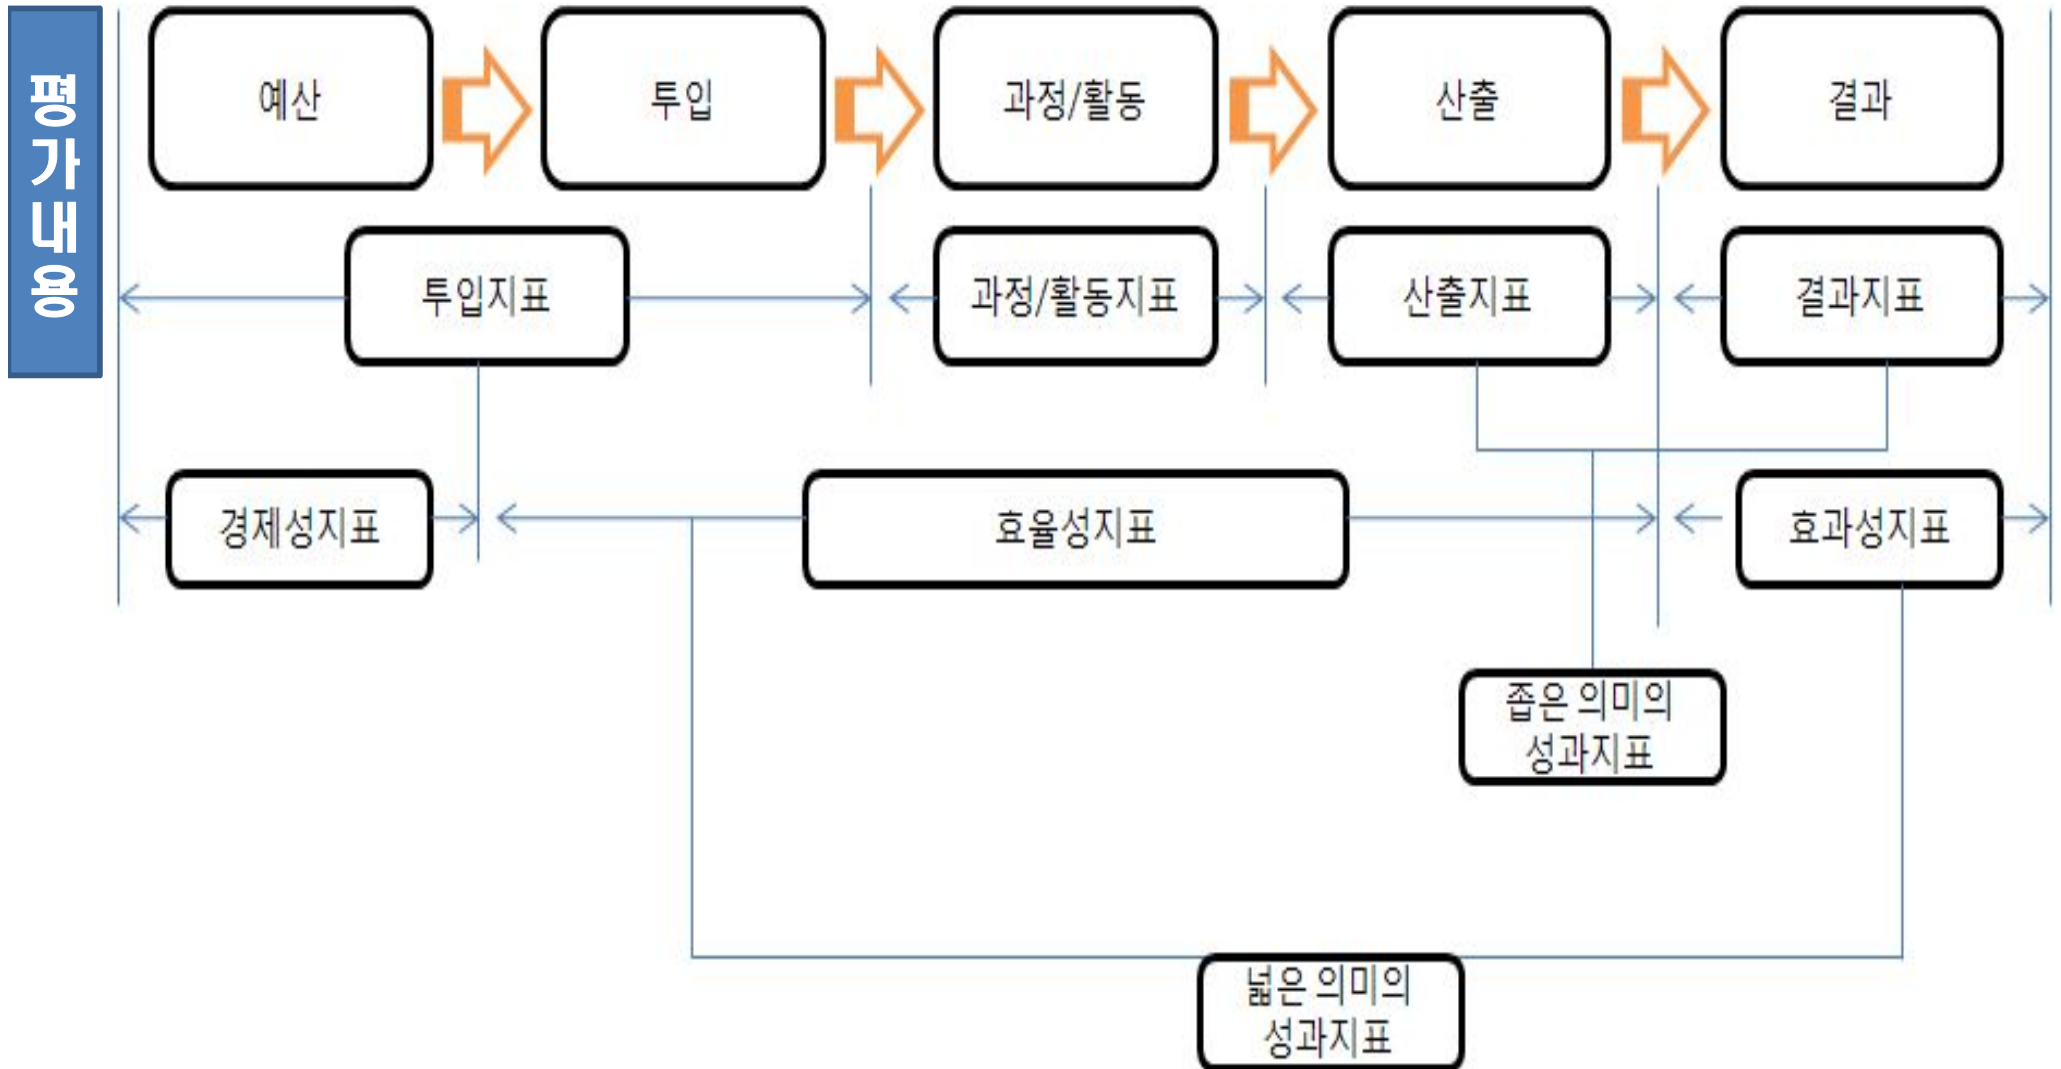 평가내용
예산
투입
과정/활동
산출
결과
투입지표
과정/활동지표
산출지표
결과지표
경제성지표
효율성지표
효과성지표
좁은 의미의
성과지표
넓은 의미의
성과지표